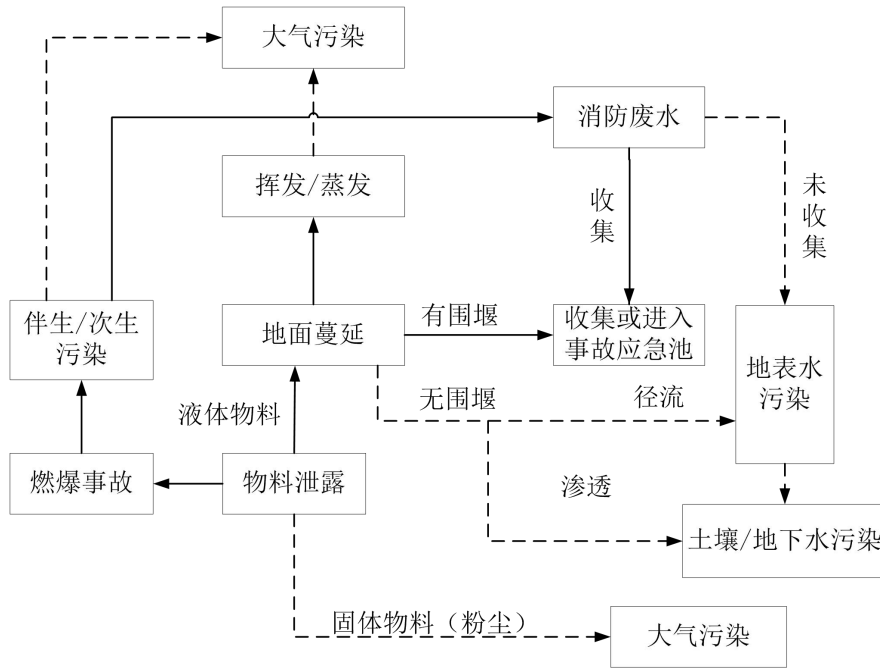 大气污染
消防废水
挥发/蒸发
收集
未收集
伴生/次生
污染
地面蔓延
有围堰
收集或进入
事故应急池
地表水
污染
液体物料
无围堰
径流
燃爆事故
物料泄露
渗透
土壤/地下水污染
固体物料（粉尘）
大气污染